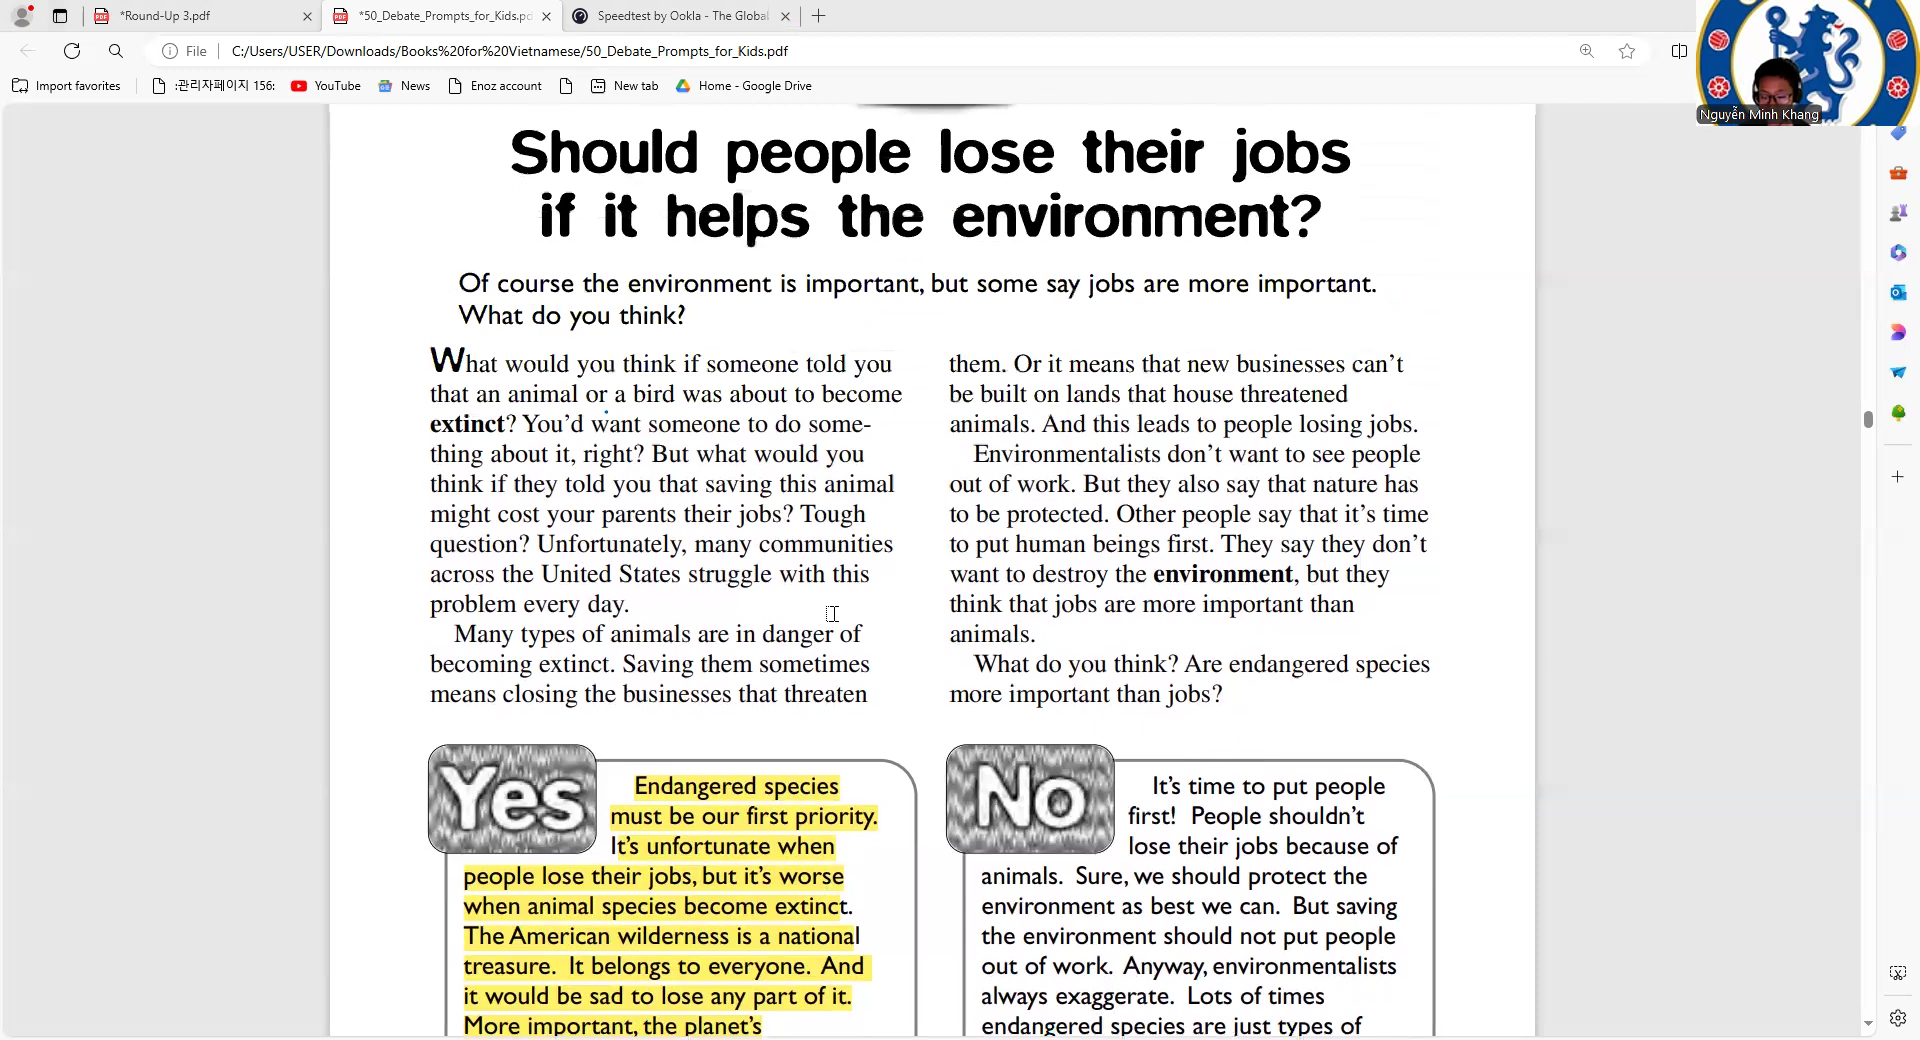 *Round-Up 3.pdf
*50_Debate_Prompts_for_Kids.pd
Speedtest by Ookla - The Global
File
C:/Users/USER/Downloads/Books%20for%20Vietnamese/50_Debate_Prompts_for_Kids.pdf
Import favorites
:관리자페이지 156:
YouTube
News
Enoz account
New tab
Home - Google Drive
Nguyễn Minh Khang
Should people lose their jobs
if it helps the environment?
Of course the environment is important, but some say jobs are more important.
What do you think?
What would you think if someone told you
that an animal or a bird was about to become
extinct? You'd want someone to do some-
thing about it, right? But what would you
think if they told you that saving this animal
might cost your parents their jobs? Tough
question? Unfortunately, many communities
across the United States struggle with this
problem every day.
Many types of animals are in danger of
becoming extinct. Saving them sometimes
means closing the businesses that threaten
them. Or it means that new businesses can't
be built on lands that house threatened
animals. And this leads to people losing jobs.
Environmentalists don't want to see people
out of work. But they also say that nature has
to be protected. Other people say that it's time
to put human beings first. They say they don't
want to destroy the environment, but they
think that jobs are more important than
animals.
What do you think? Are endangered species
more important than jobs?
Yes
Endangered species
must be our first priority.
It's unfortunate when
people lose their jobs, but it's worse
when animal species become extinct.
The American wilderness is a national
treasure. It belongs to everyone. And
it would be sad to lose any part of it.
More important, the planet's
No
It's time to put people
first! People shouldn't
lose their jobs because of
animals. Sure, we should protect the
environment as best we can. But saving
the environment should not put people
out of work. Anyway, environmentalists
always exaggerate. Lots of times
endangered species are just types of